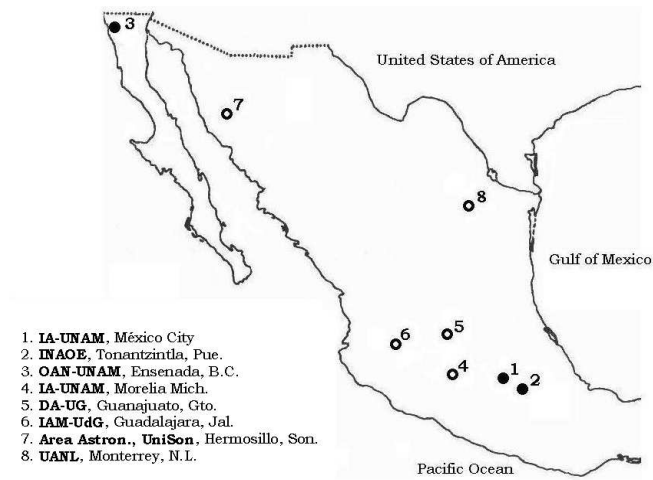 3
United States of America
7
8
Gulf of Mexico
5
6
4
1
2
1. IA-UNAM, México City
2. INAOE, Tonantzintla, Pue.
3. OAN-UNAM, Ensenada, B.C.
4. IA-UNAM, Morelia Mich.
5. DA-UG, Guanajuato, Gto.
6. IAM-UdG, Guadalajara, Jal.
7. Area Astron., UniSon, Hermosillo, Son.
8. UANL, Monterrey, N.L.
Pacific Ocean